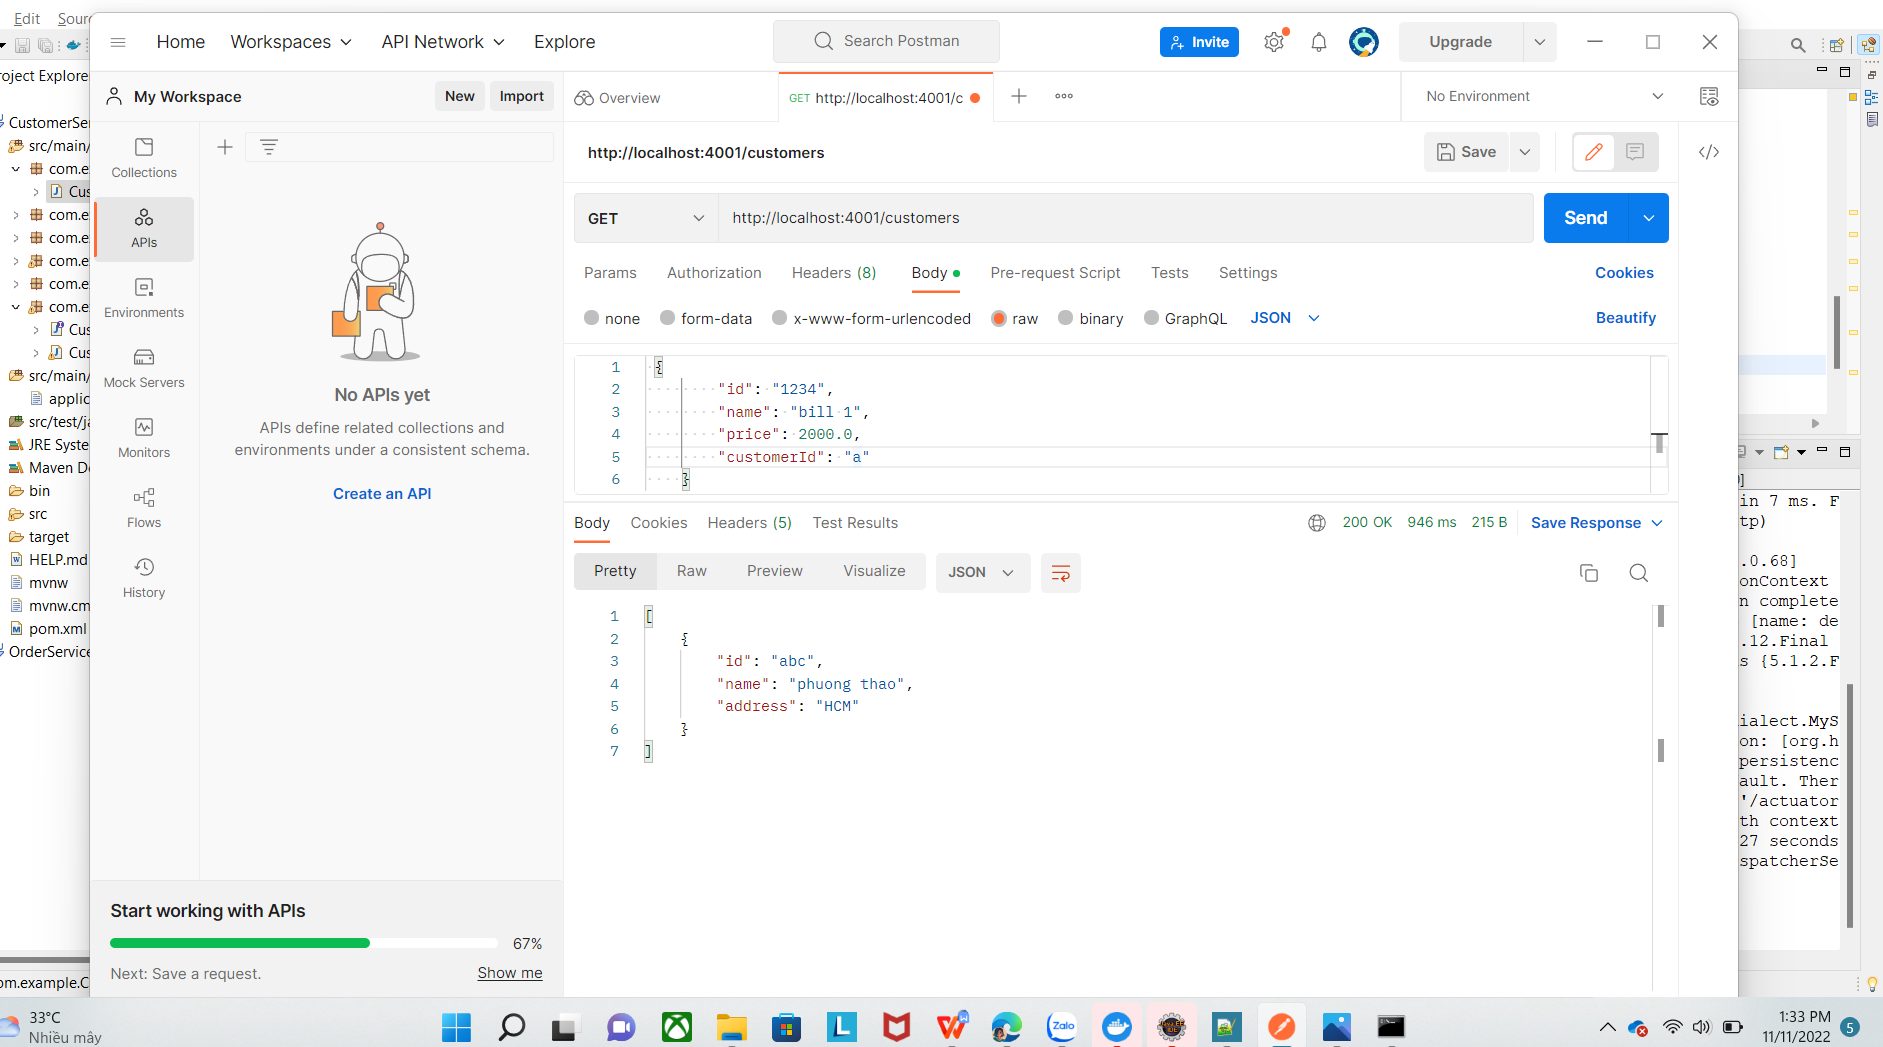 Edit Sour
Home Workspaces API Network Explore
Search Postman
Invite
Upgrade
oject Explore
My Workspace
New Import
Overview
GET http://localhost:4001/c
No Environment
CustomerSe
src/main/
com.e
Cus
com.e
com.e
com.e
com.e
com.e
Cus
Cus
src/main/
applic
src/test/ja
JRE Syste
Maven De
bin
src
target
HELP.md
mvnw
mvnw.cm
pom.xml
OrderService
om.example.C
Collections
APIs
Environments
Mock Servers
Monitors
Flows
History
No APIs yet
APIs define related collections and
environments under a consistent schema.
Create an API
Start working with APIs
67%
Next: Save a request.
Show me
http://localhost:4001/customers
Save
</>
GET http://localhost:4001/customers
Send
Params Authorization Headers (8) Body Pre-request Script Tests Settings
Cookies
none form-data x-www-form-urlencoded raw binary GraphQL JSON
Beautify
1 {
2 "id": "1234",
3 "name": "bill 1",
4 "price": 2000.0,
5 "customerId": "a"
6 }
Body Cookies Headers (5) Test Results
200 OK 946 ms 215 B Save Response
Pretty Raw Preview Visualize JSON
1 [
2 {
3 "id": "abc",
4 "name": "phuong thao",
5 "address": "HCM"
6 }
7 ]
in 7 ms. F
tp)
.0.68]
onContext
n complete
[name: de
.12.Final
s {5.1.2.F
ialect.MyS
on: [org.h
persistenc
ault. Ther
'/actuator
th context
27 seconds
spatcherSe
33°C
Nhiều mây
Zalo
1:33 PM
11/11/2022
5